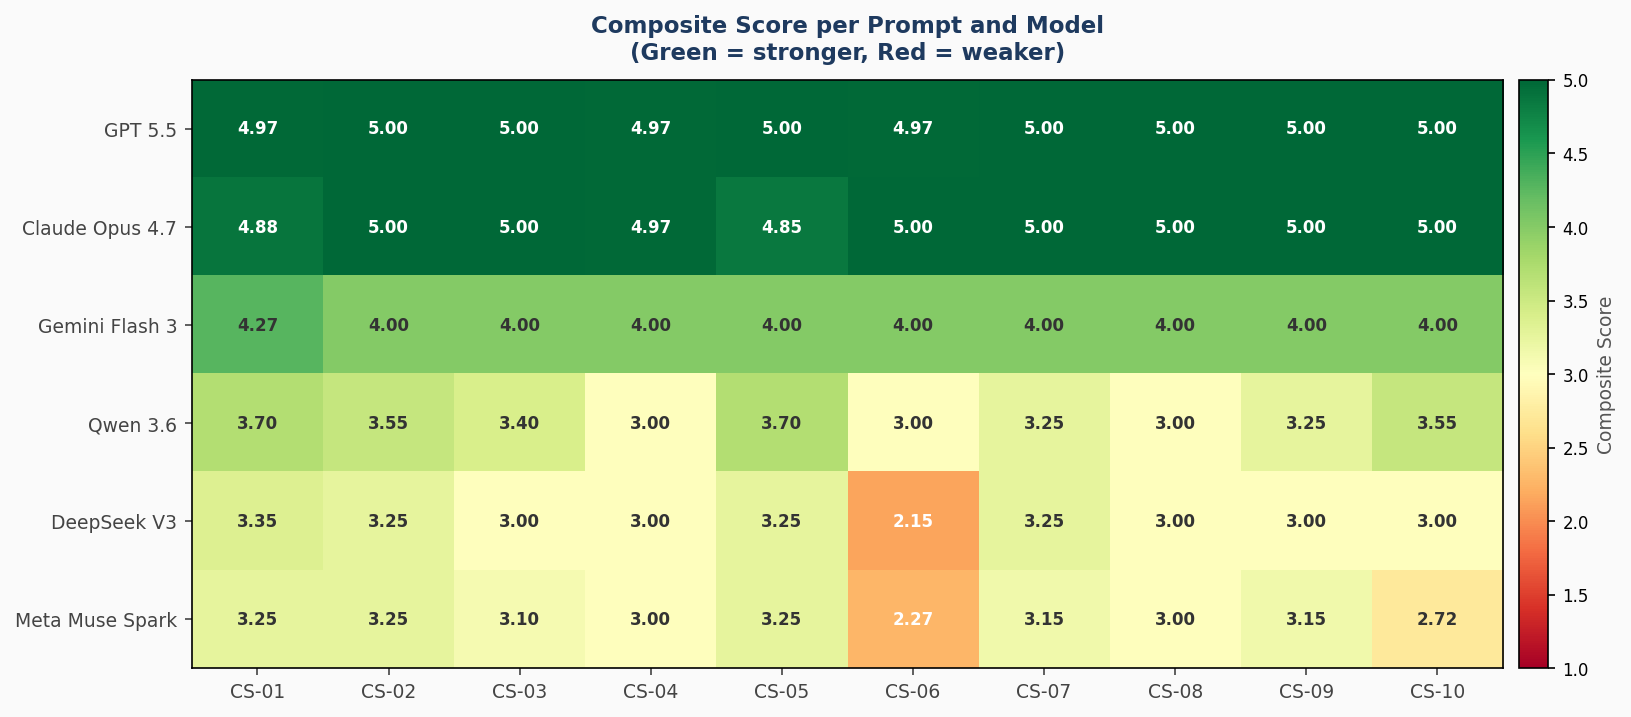 Composite Score per Prompt and Model
(Green = stronger, Red = weaker)
GPT 5.5 4.97 5.00 5.00 4.97 5.00 4.97 5.00 5.00 5.00 5.00
Claude Opus 4.7 4.88 5.00 5.00 4.97 4.85 5.00 5.00 5.00 5.00 5.00
Gemini Flash 3 4.27 4.00 4.00 4.00 4.00 4.00 4.00 4.00 4.00 4.00
Qwen 3.6 3.70 3.55 3.40 3.00 3.70 3.00 3.25 3.00 3.25 3.55
DeepSeek V3 3.35 3.25 3.00 3.00 3.25 2.15 3.25 3.00 3.00 3.00
Meta Muse Spark 3.25 3.25 3.10 3.00 3.25 2.27 3.15 3.00 3.15 2.72
CS-01 CS-02 CS-03 CS-04 CS-05 CS-06 CS-07 CS-08 CS-09 CS-10
5.0
4.5
4.0
3.5
3.0
2.5
2.0
1.5
1.0
Composite Score